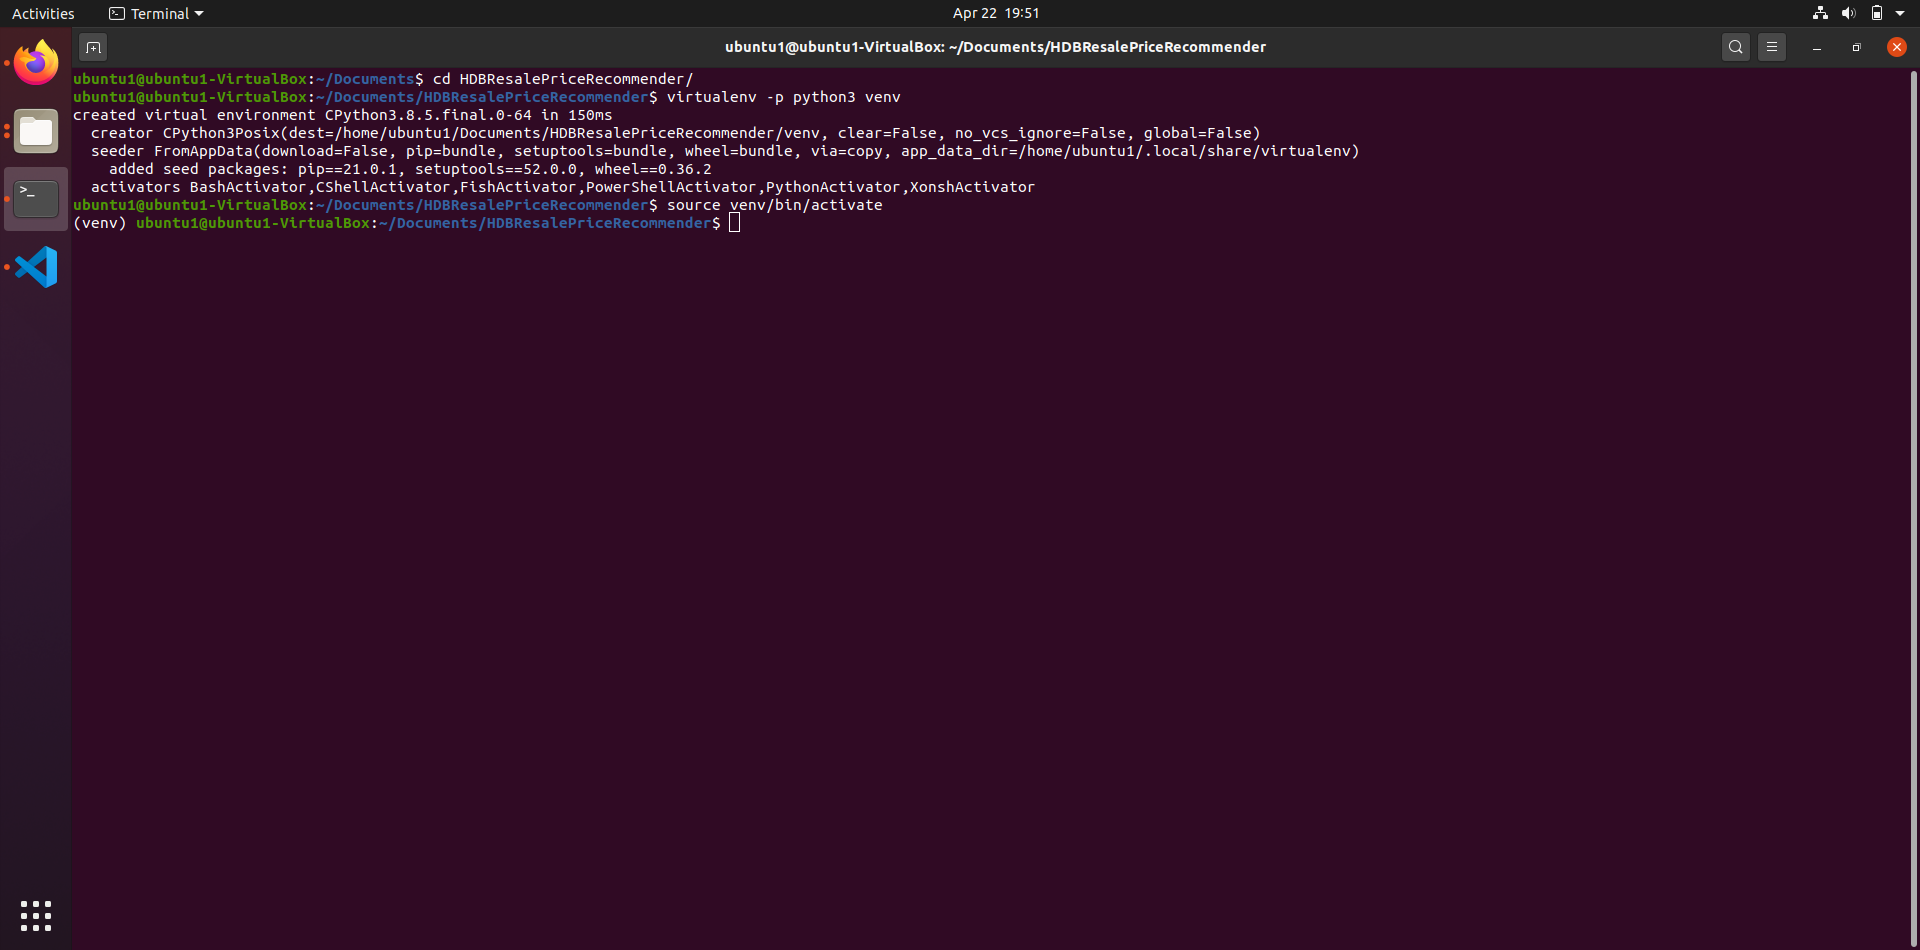 Activities Terminal Apr 22 19:51
ubuntu1@ubuntu1-VirtualBox: ~/Documents/HDBResalePriceRecommender
ubuntu1@ubuntu1-VirtualBox:~/Documents$ cd HDBResalePriceRecommender/
ubuntu1@ubuntu1-VirtualBox:~/Documents/HDBResalePriceRecommender$ virtualenv -p python3 venv
created virtual environment CPython3.8.5.final.0-64 in 150ms
  creator CPython3Posix(dest=/home/ubuntu1/Documents/HDBResalePriceRecommender/venv, clear=False, no_vcs_ignore=False, global=False)
  seeder FromAppData(download=False, pip=bundle, setuptools=bundle, wheel=bundle, via=copy, app_data_dir=/home/ubuntu1/.local/share/virtualenv)
    added seed packages: pip==21.0.1, setuptools==52.0.0, wheel==0.36.2
  activators BashActivator,CShellActivator,FishActivator,PowerShellActivator,PythonActivator,XonshActivator
ubuntu1@ubuntu1-VirtualBox:~/Documents/HDBResalePriceRecommender$ source venv/bin/activate
(venv) ubuntu1@ubuntu1-VirtualBox:~/Documents/HDBResalePriceRecommender$